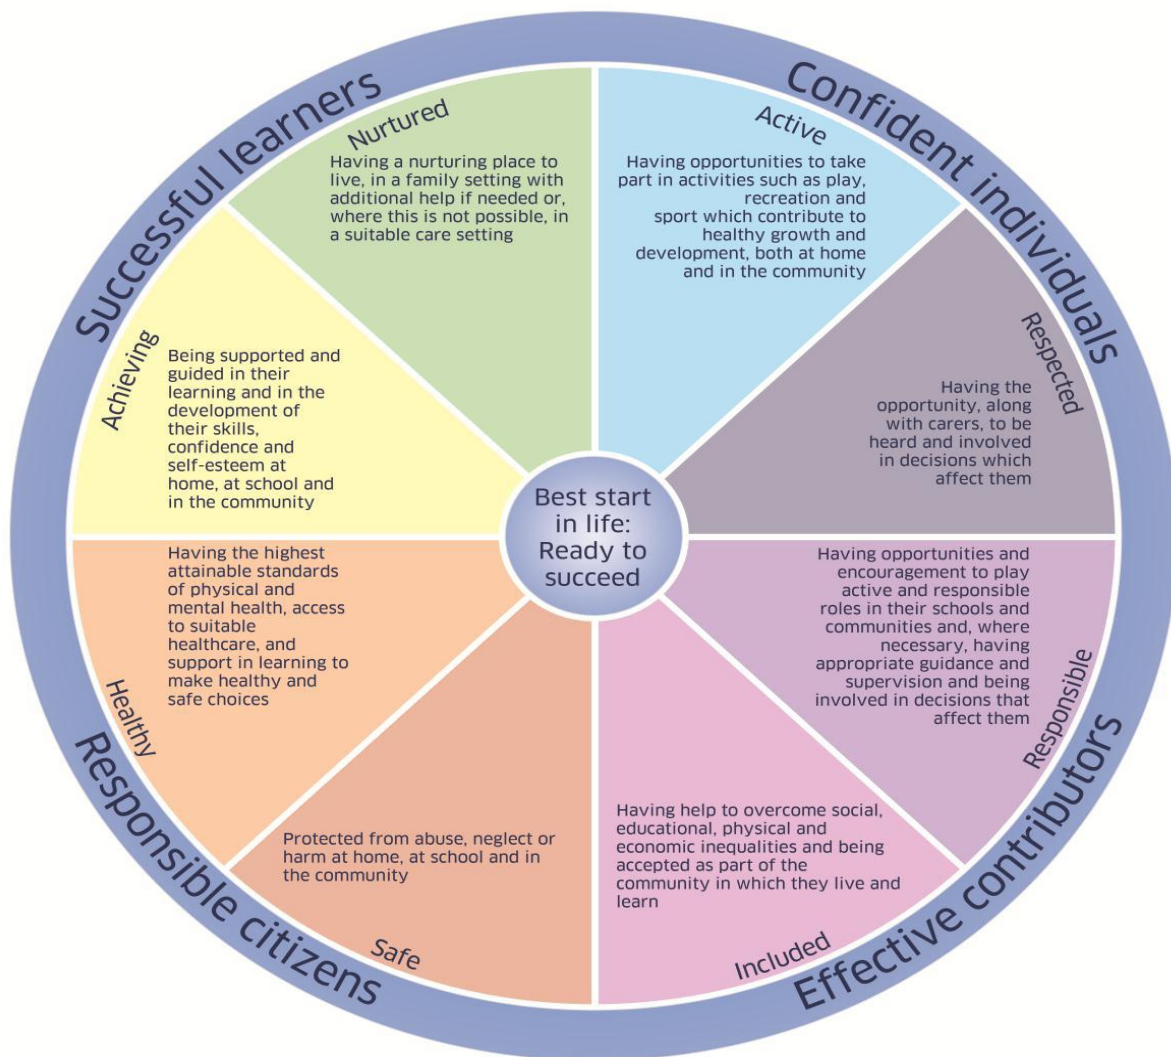 Successful learners
Confident individuals
Nurtured
Having a nurturing place to
live, in a family setting with
additional help if needed or,
where this is not possible, in
a suitable care setting
Active
Having opportunities to take
part in activities such as play,
recreation and
sport which contribute to
healthy growth and
development, both at home
and in the community
Achieving
Being supported and
guided in their
learning and in the
development of
their skills,
confidence and
self-esteem at
home, at school and
in the community
Respected
Having the
opportunity, along
with carers, to be
heard and involved
in decisions which
affect them
Best start
in life:
Ready to
succeed
Healthy
Having the highest
attainable standards
of physical and
mental health, access
to suitable
healthcare, and
support in learning to
make healthy and
safe choices
Responsible
Having opportunities and
encouragement to play
active and responsible
roles in their schools and
communities and, where
necessary, having
appropriate guidance and
supervision and being
involved in decisions that
affect them
Safe
Protected from abuse, neglect or
harm at home, at school and in
the community
Included
Having help to overcome social,
educational, physical and
economic inequalities and being
accepted as part of the
community in which they live and
learn
Responsible citizens
Effective contributors